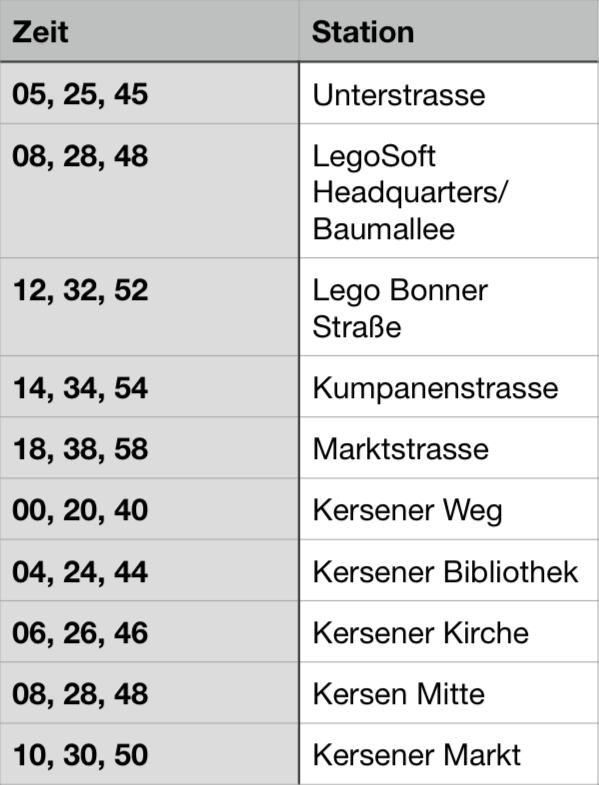 Zeit Station
05, 25, 45 Unterstrasse
08, 28, 48 LegoSoft
Headquarters/
Baumallee
12, 32, 52 Lego Bonner
Straße
14, 34, 54 Kumpanenstrasse
18, 38, 58 Marktstrasse
00, 20, 40 Kersener Weg
04, 24, 44 Kersener Bibliothek
06, 26, 46 Kersener Kirche
08, 28, 48 Kersen Mitte
10, 30, 50 Kersener Markt